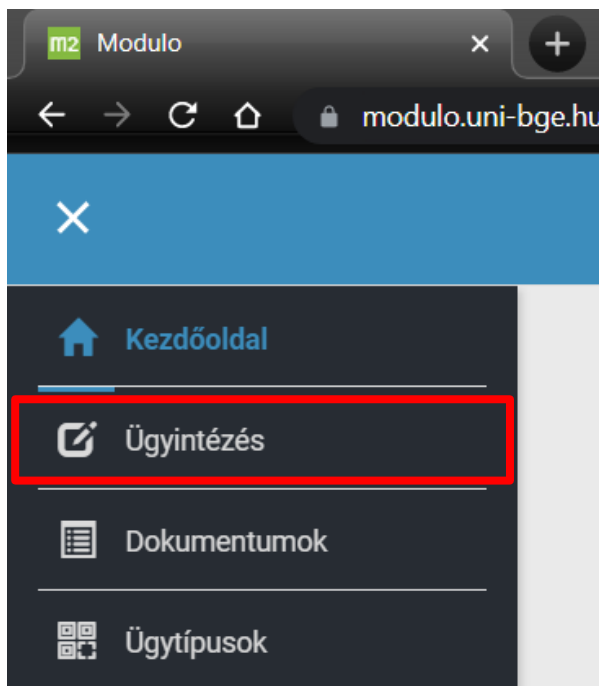 m2 Modulo
modulo.uni-bge.hu
Kezdőoldal
Ügyintézés
Dokumentumok
Ügytípusok